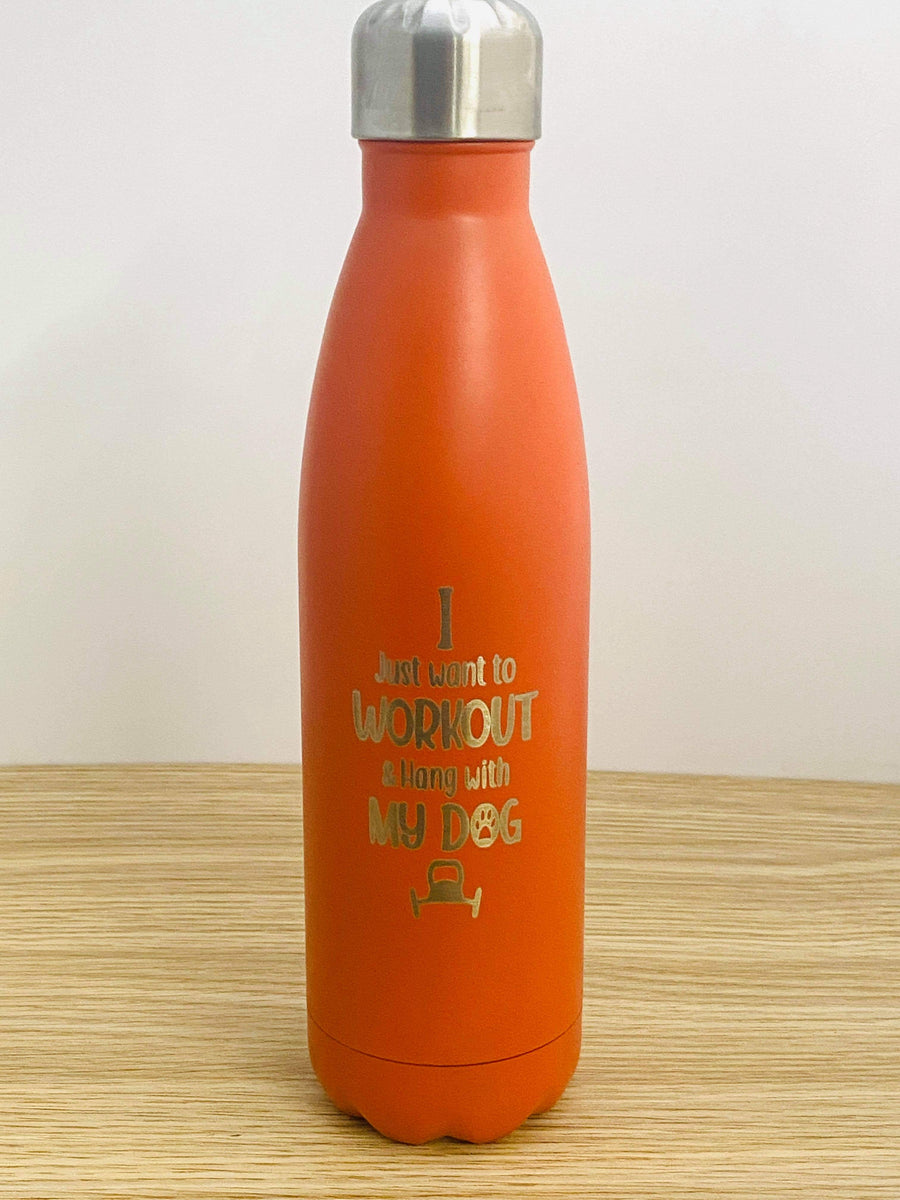 I
Just want to
WORKOUT
& Hang with
MY DOG